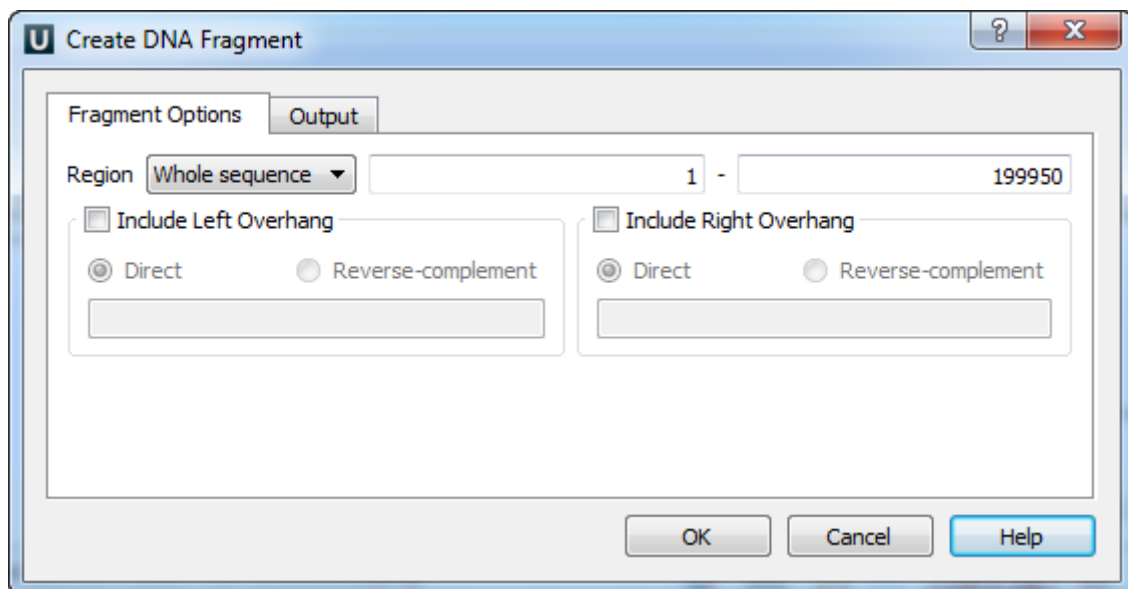 U Create DNA Fragment ? X
Fragment Options Output
Region Whole sequence 1 - 199950
Include Left Overhang Include Right Overhang
Direct Reverse-complement Direct Reverse-complement
OK Cancel Help